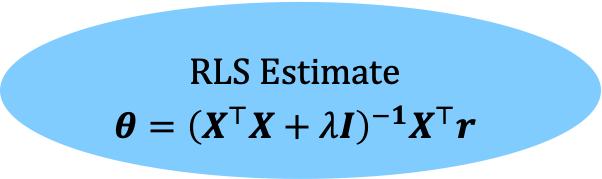 RLS Estimate
𝜽 = (𝑿⊤𝑿 + 𝜆𝑰)⁻¹𝑿⊤𝒓